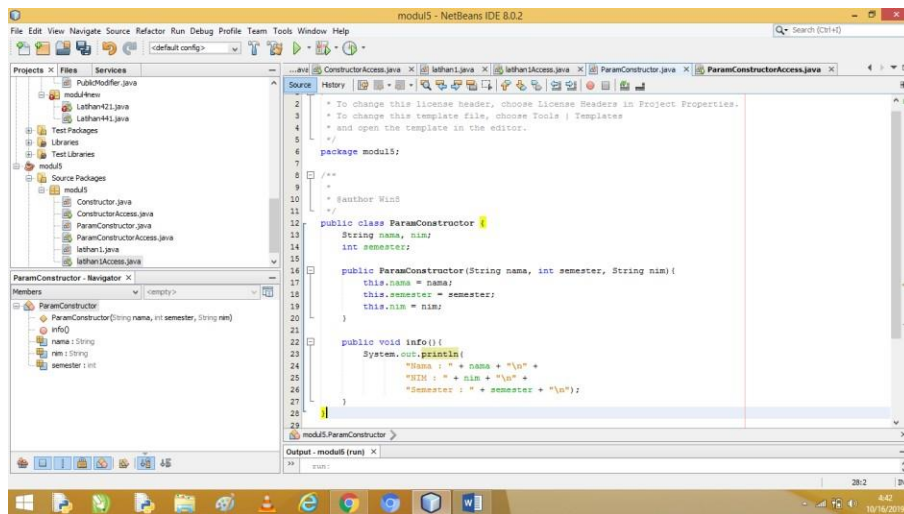 modul5 - NetBeans IDE 8.0.2
File Edit View Navigate Source Refactor Run Debug Profile Team Tools Window Help
Search (Ctrl+I)
<default config>
Projects × Files Services
PublicModifier.java
modul4new
Latihan421.java
Latihan441.java
Test Packages
Libraries
Test Libraries
modul5
Source Packages
modul5
Constructor.java
ConstructorAccess.java
ParamConstructor.java
ParamConstructorAccess.java
latihan1.java
latihan1Access.java
ParamConstructor - Navigator ×
Members <empty>
ParamConstructor
ParamConstructor(String nama, int semester, String nim)
info()
nama : String
nim : String
semester : int
...ava ConstructorAccess.java × latihan1.java × latihan1Access.java × ParamConstructor.java × ParamConstructorAccess.java ×
Source History
2 * To change this license header, choose License Headers in Project Properties.
3 * To change this template file, choose Tools | Templates
4 * and open the template in the editor.
5 */
6 package modul5;
7
8 /**
9 *
10 * @author Win8
11 */
12 public class ParamConstructor {
13 String nama, nim;
14 int semester;
15
16 public ParamConstructor(String nama, int semester, String nim){
17 this.nama = nama;
18 this.semester = semester;
19 this.nim = nim;
20 }
21
22 public void info(){
23 System.out.println(
24 "Nama : " + nama + "\n" +
25 "NIM : " + nim + "\n" +
26 "Semester : " + semester + "\n");
27 }
28 }
29
modul5.ParamConstructor
Output - modul5 (run) ×
run:
28:2
4:42
10/16/2019